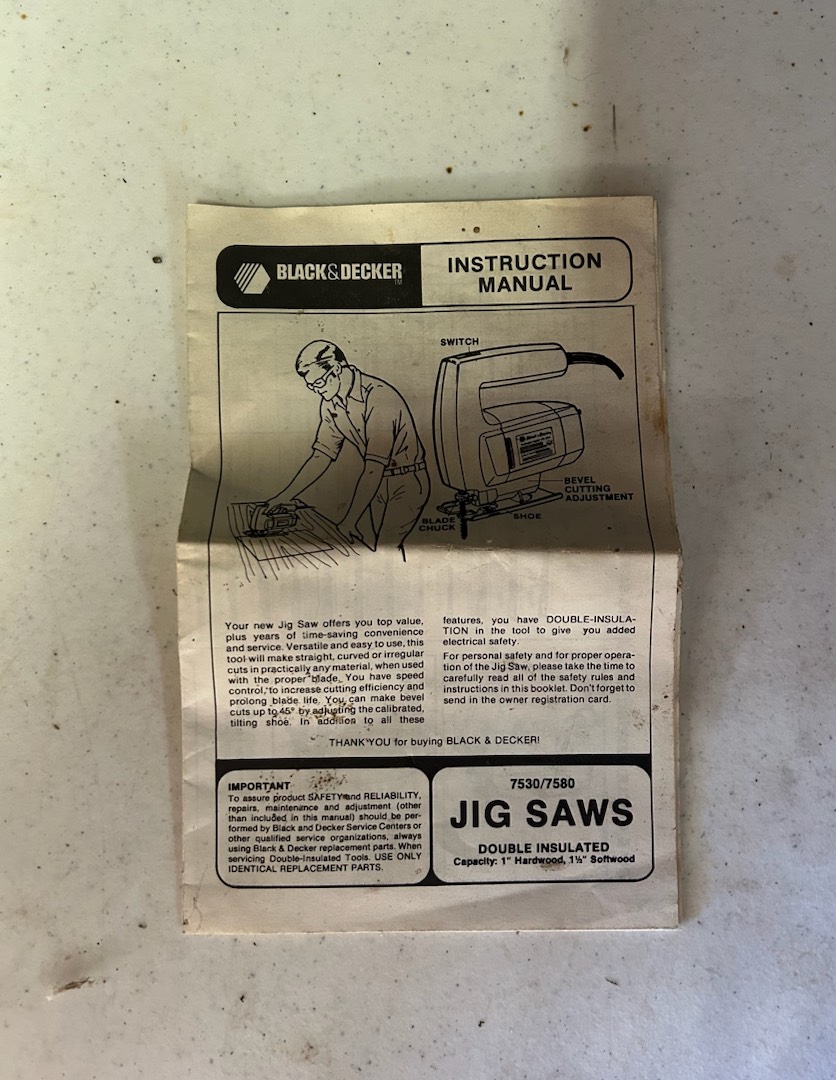 BLACK & DECKER
TM
INSTRUCTION
MANUAL
SWITCH
BEVEL
CUTTING
ADJUSTMENT
SHOE
BLADE
CHUCK
Your new Jig Saw offers you top value,
plus years of time-saving convenience
and service. Versatile and easy to use, this
tool will make straight, curved or irregular
cuts in practically any material, when used
with the proper blade. You have speed
control, to increase cutting efficiency and
prolong blade life. You can make bevel
cuts up to 45° by adjusting the calibrated,
tilting shoe. In addition to all these
features, you have DOUBLE-INSULA-
TION in the tool to give you added
electrical safety.
For personal safety and for proper opera-
tion of the Jig Saw, please take the time to
carefully read all of the safety rules and
instructions in this booklet. Don't forget to
send in the owner registration card.
THANK YOU for buying BLACK & DECKER!
IMPORTANT
To assure product SAFETY and RELIABILITY,
repairs, maintenance and adjustment (other
than included in this manual) should be per-
formed by Black and Decker Service Centers or
other qualified service organizations, always
using Black & Decker replacement parts. When
servicing Double-Insulated Tools. USE ONLY
IDENTICAL REPLACEMENT PARTS.
7530/7580
JIG SAWS
DOUBLE INSULATED
Capacity: 1" Hardwood, 1½" Softwood